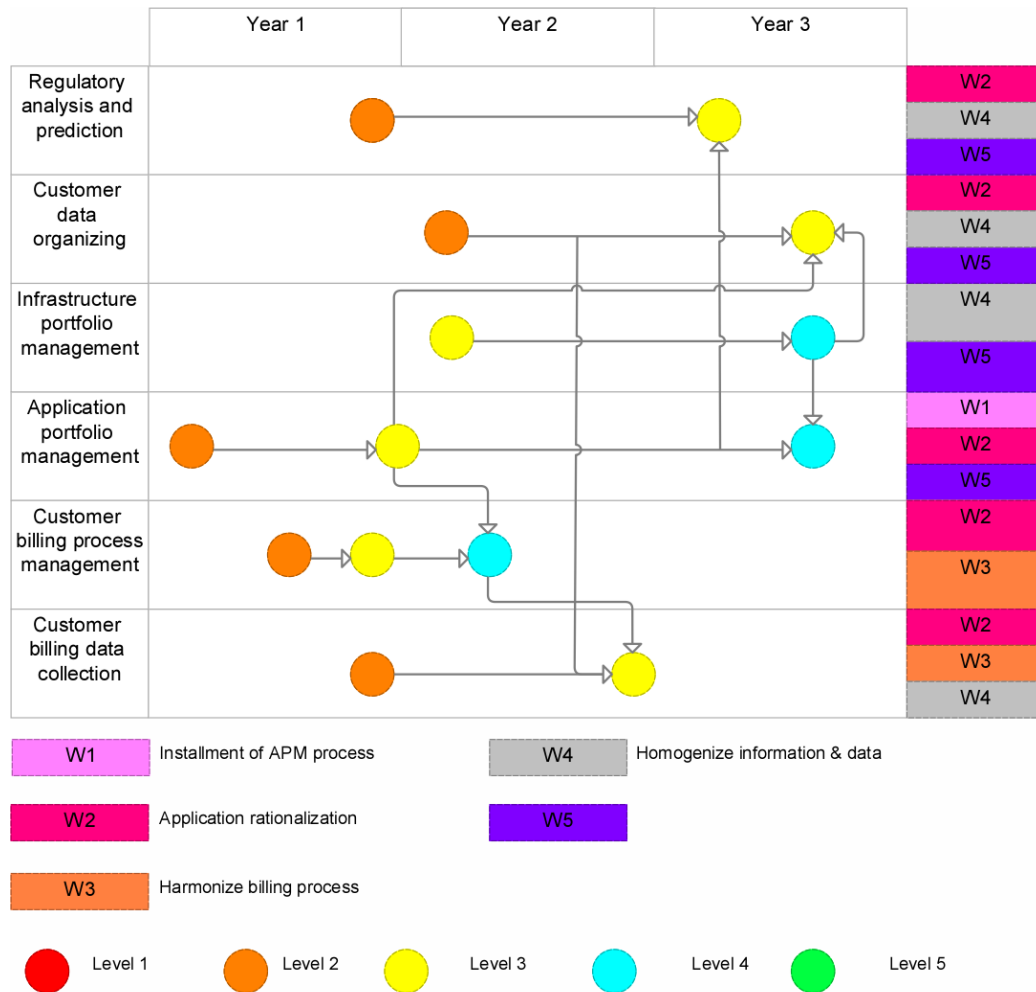 Year 1
Year 2
Year 3
Regulatory
analysis and
prediction
W2
W4
W5
Customer
data
organizing
W2
W4
W5
Infrastructure
portfolio
management
W4
W5
Application
portfolio
management
W1
W2
W5
Customer
billing process
management
W2
W3
Customer
billing data
collection
W2
W3
W4
W1
Installment of APM process
W4
Homogenize information & data
W2
Application rationalization
W5
W3
Harmonize billing process
Level 1
Level 2
Level 3
Level 4
Level 5